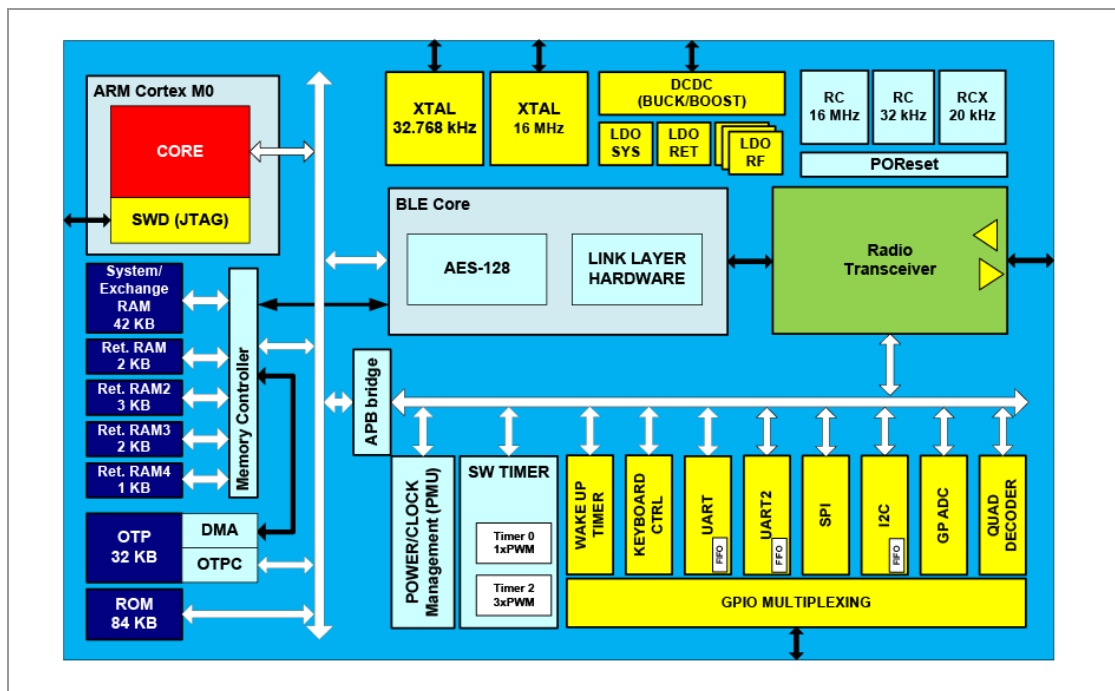 ARM Cortex M0
CORE
SWD (JTAG)
XTAL
32.768 kHz
XTAL
16 MHz
DCDC
(BUCK/BOOST)
LDO
SYS
LDO
RET
LDO
RF
RC
16 MHz
RC
32 kHz
RCX
20 kHz
POReset
BLE Core
AES-128
LINK LAYER
HARDWARE
Radio
Transceiver
System/
Exchange
RAM
42 KB
Ret. RAM
2 KB
Ret. RAM2
3 KB
Ret. RAM3
2 KB
Ret. RAM4
1 KB
Memory Controller
OTP
32 KB
DMA
OTPC
ROM
84 KB
APB bridge
POWER/CLOCK
Management (PMU)
SW TIMER
Timer 0
1xPWM
Timer 2
3xPWM
WAKE UP
TIMER
KEYBOARD
CTRL
UART
FIFO
UART2
FIFO
SPI
I2C
FIFO
GP ADC
QUAD
DECODER
GPIO MULTIPLEXING